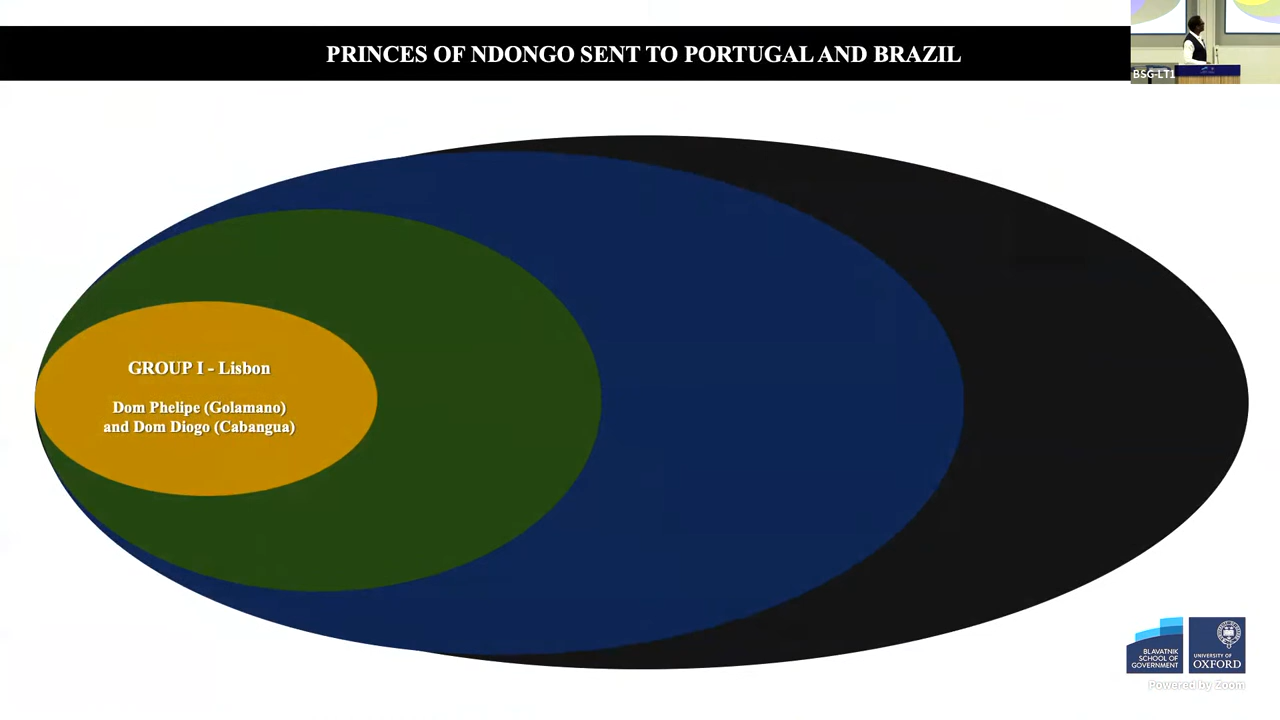 PRINCES OF NDONGO SENT TO PORTUGAL AND BRAZIL
BSG-LT1
GROUP I - Lisbon
Dom Phelipe (Golamano)
and Dom Diogo (Cabangua)
BLAVATNIK
SCHOOL OF
GOVERNMENT
UNIVERSITY OF
OXFORD
Powered by Zoom